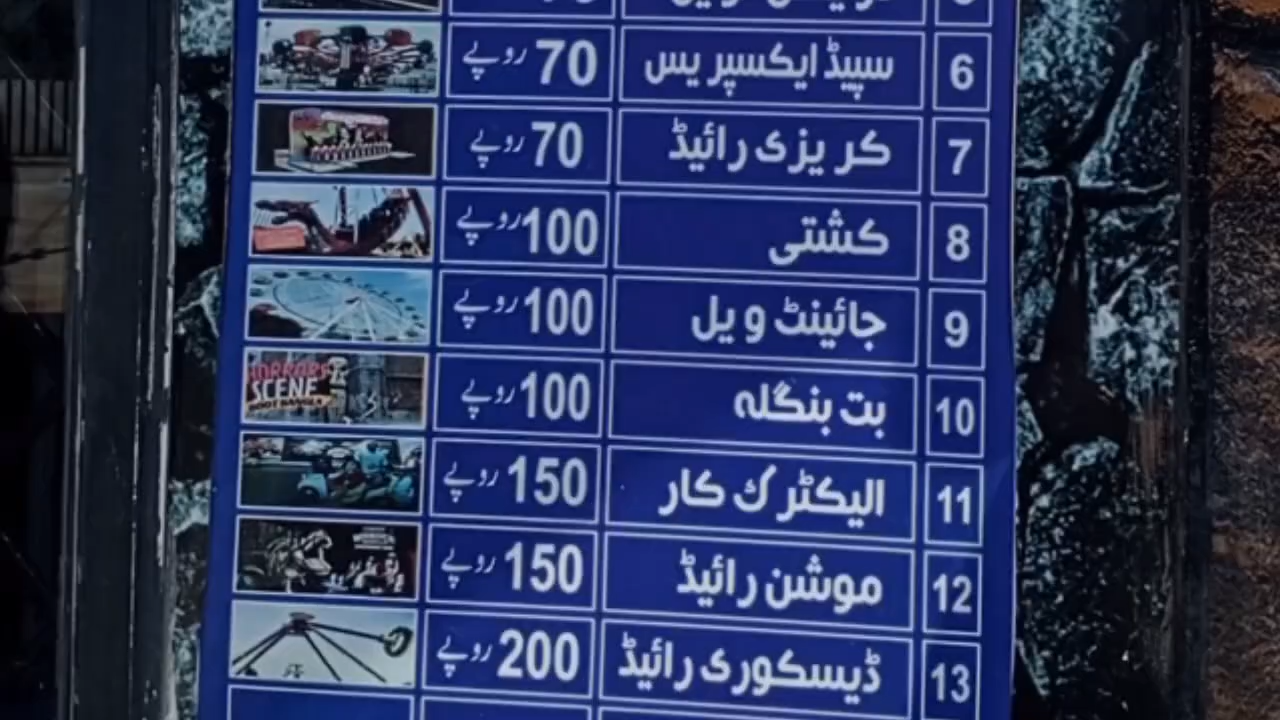 6 سپیڈ ایکسپریس 70 روپے
7 کریزی رائیڈ 70 روپے
8 کشتی 100 روپے
9 جائینٹ ویل 100 روپے
10 بت بنگلہ 100 روپے
SCENE
11 الیکٹرک کار 150 روپے
12 موشن رائیڈ 150 روپے
13 ڈیسکوری رائیڈ 200 روپے